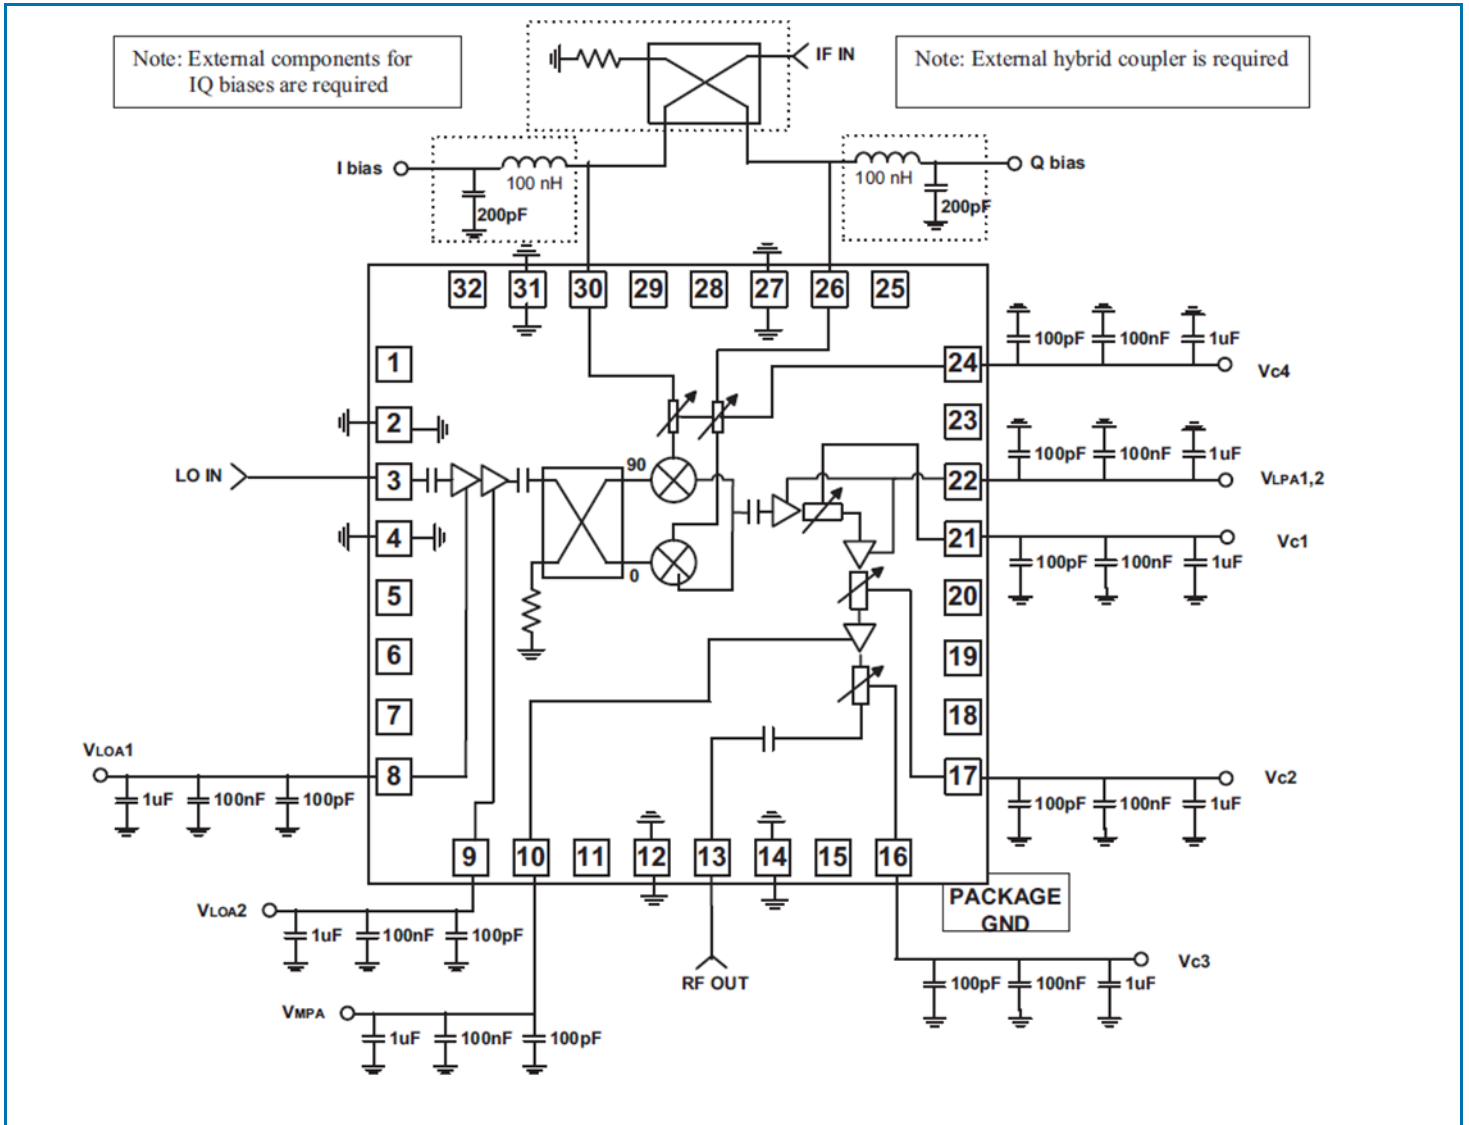 Note: External components for
IQ biases are required
IF IN
Note: External hybrid coupler is required
I bias
100 nH
200pF
100 nH
Q bias
200pF
32 31 30 29 28 27 26 25
1
2
3
4
5
6
7
8
24
23
22
21
20
19
18
17
9 10 11 12 13 14 15 16
LO IN
90
0
100pF 100nF 1uF
Vc4
100pF 100nF 1uF
VLPA1,2
Vc1
100pF 100nF 1uF
Vc2
100pF 100nF 1uF
VLOA1
1uF 100nF 100pF
PACKAGE
GND
VLOA2
1uF 100nF 100pF
RF OUT
Vc3
100pF 100nF 1uF
VMPA
1uF 100nF 100pF